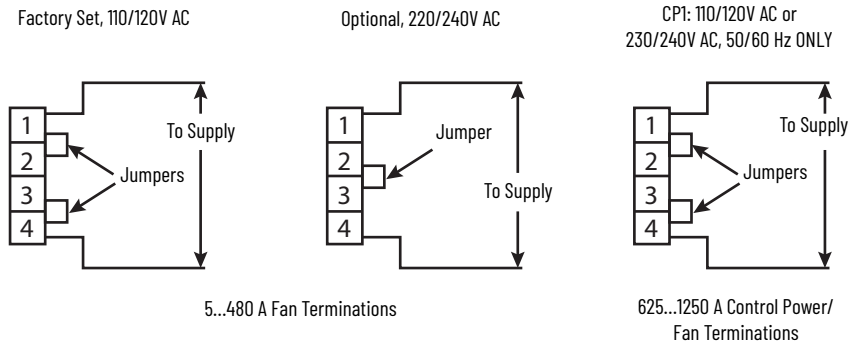 Factory Set, 110/120V AC
1
2
3
4
To Supply
Jumpers
Optional, 220/240V AC
1
2
3
4
Jumper
To Supply
5...480 A Fan Terminations
CP1: 110/120V AC or
230/240V AC, 50/60 Hz ONLY
1
2
3
4
To Supply
Jumpers
625...1250 A Control Power/
Fan Terminations